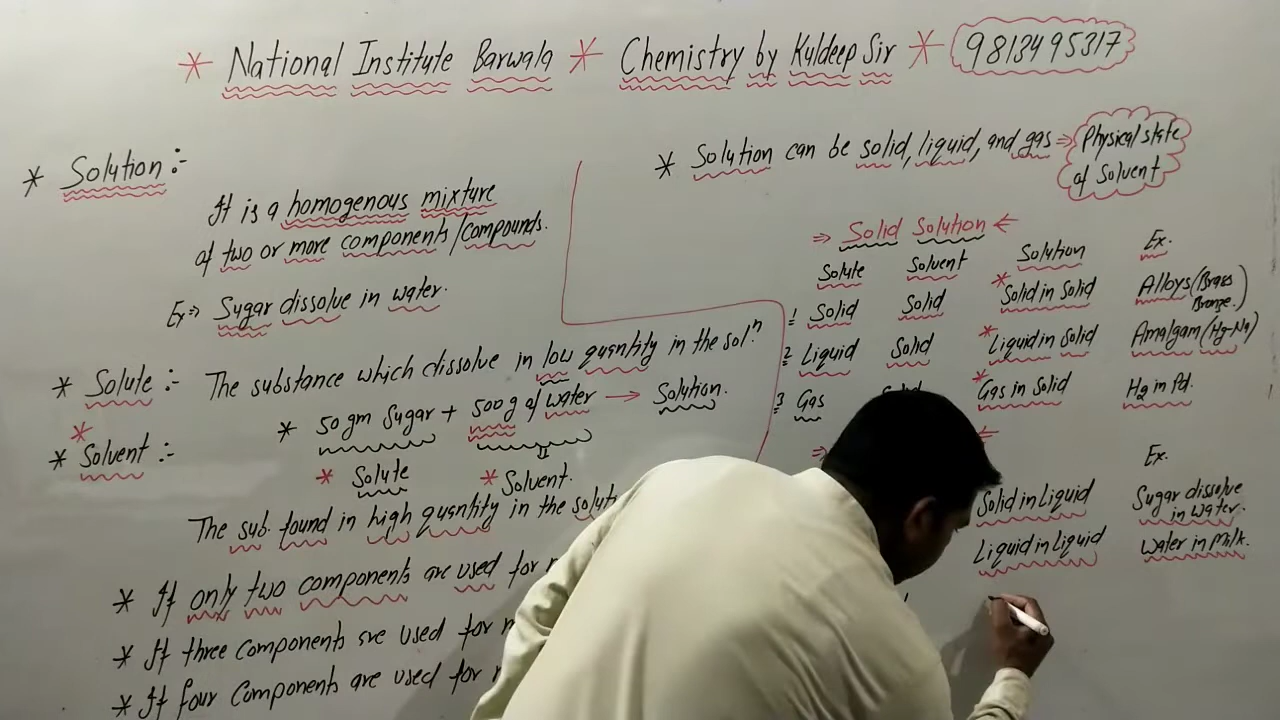 * National Institute Barwala * Chemistry by Kuldeep Sir * 9813495317
* Solution :-
It is a homogenous mixture
of two or more components/compounds.
Ex ⇒ Sugar dissolve in water.
* Solute :- The substance which dissolve in low quantity in the solⁿ.
* 50 gm Sugar + 500g of water → Solution.
* Solvent :-
* Solute * Solvent.
The sub. found in high quantity in the
* If only two components are used for
* If three components are used for
* If four components are used for
* Solution can be solid, liquid, and gas ⇒ Physical state
of Solvent
⇒ Solid Solution ⇐
Solute Solvent Solution Ex.
1 Solid Solid * Solid in Solid Alloys (Brass
Bronze.)
2 Liquid Solid * Liquid in Solid Amalgam (Hg-Na)
3 Gas Solid * Gas in Solid H2 in Pd.
Ex.
Solid in Liquid Sugar dissolve
in water.
Liquid in Liquid Water in Milk.